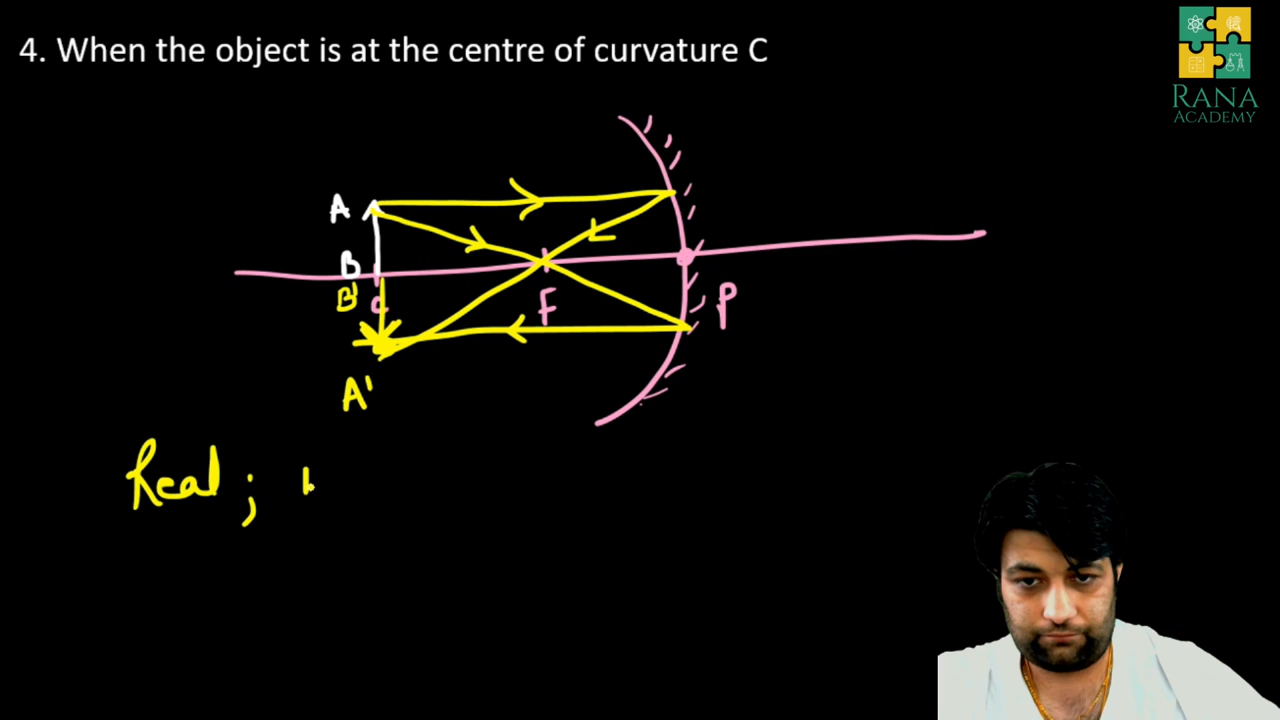 4. When the object is at the centre of curvature C
RANA
ACADEMY
A
B
B'
C
F
P
A'
Real ;